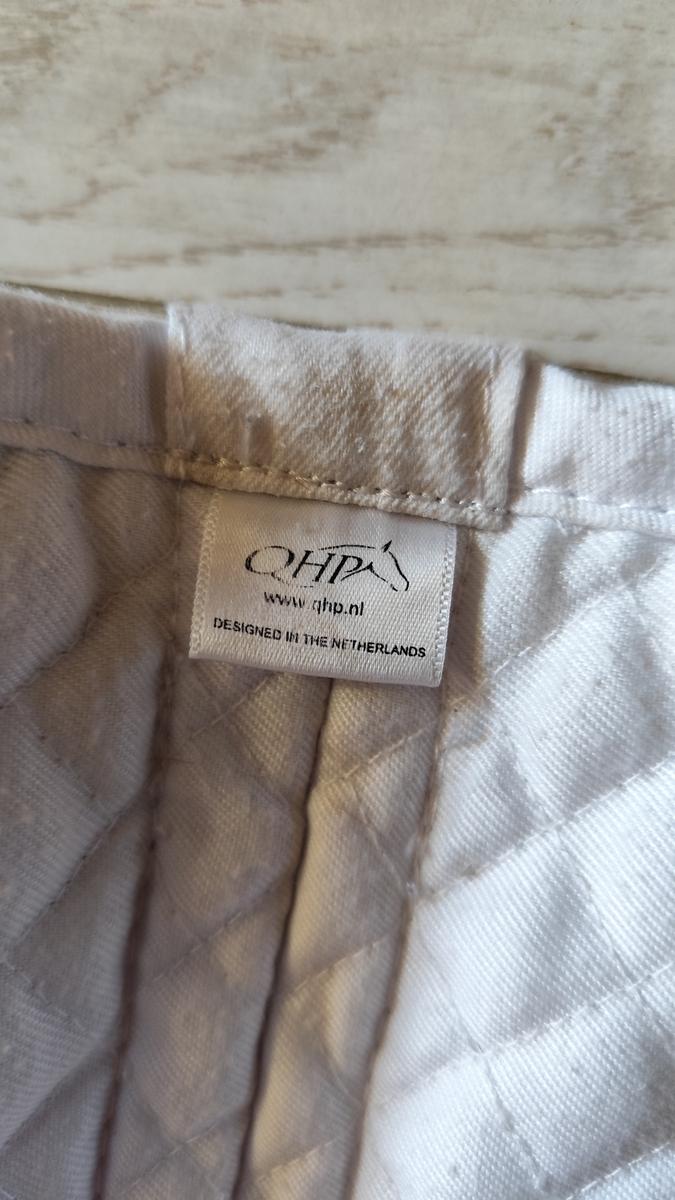 QHP
www.qhp.nl
DESIGNED IN THE NETHERLANDS